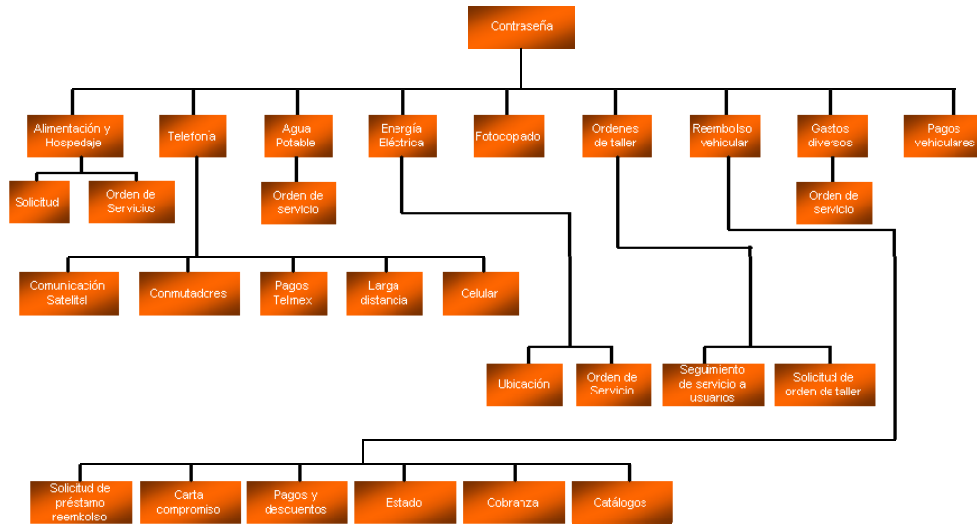 Contraseña
Alimentación y
Hospedaje
Telefonía
Agua
Potable
Energía
Eléctrica
Fotocopado
Ordenes
de taller
Reembolso
vehicular
Gastos
diversos
Pagos
vehiculares
Solicitud
Orden de
Servicios
Orden de
servicio
Orden de
servicio
Comunicación
Satelital
Conmutadores
Pagos
Telmex
Larga
distancia
Celular
Ubicación
Orden de
Servicio
Seguimiento
de servicio a
usuarios
Solicitud de
orden de taller
Solicitud de
préstamo
reembolso
Carta
compromiso
Pagos y
descuentos
Estado
Cobranza
Catálogos